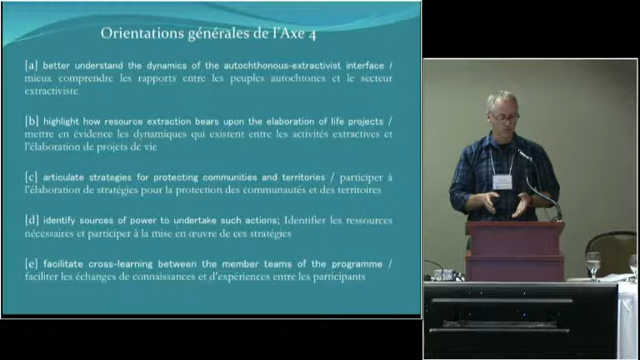 Orientations générales de l'Axe 4
[a] better understand the dynamics of the autochthonous-extractivist interface /
mieux comprendre les rapports entre les peuples autochtones et le secteur
extractiviste
[b] highlight how resource extraction bears upon the elaboration of life projects /
mettre en évidence les dynamiques qui existent entre les activités extractives et
l'élaboration de projets de vie
[c] articulate strategies for protecting communities and territories / participer à
l'élaboration de stratégies pour la protection des communautés et des territoires
[d] identify sources of power to undertake such actions; Identifier les ressources
nécessaires et participer à la mise en œuvre de ces stratégies
[e] facilitate cross-learning between the member teams of the programme /
faciliter les échanges de connaissances et d'expériences entre les participants